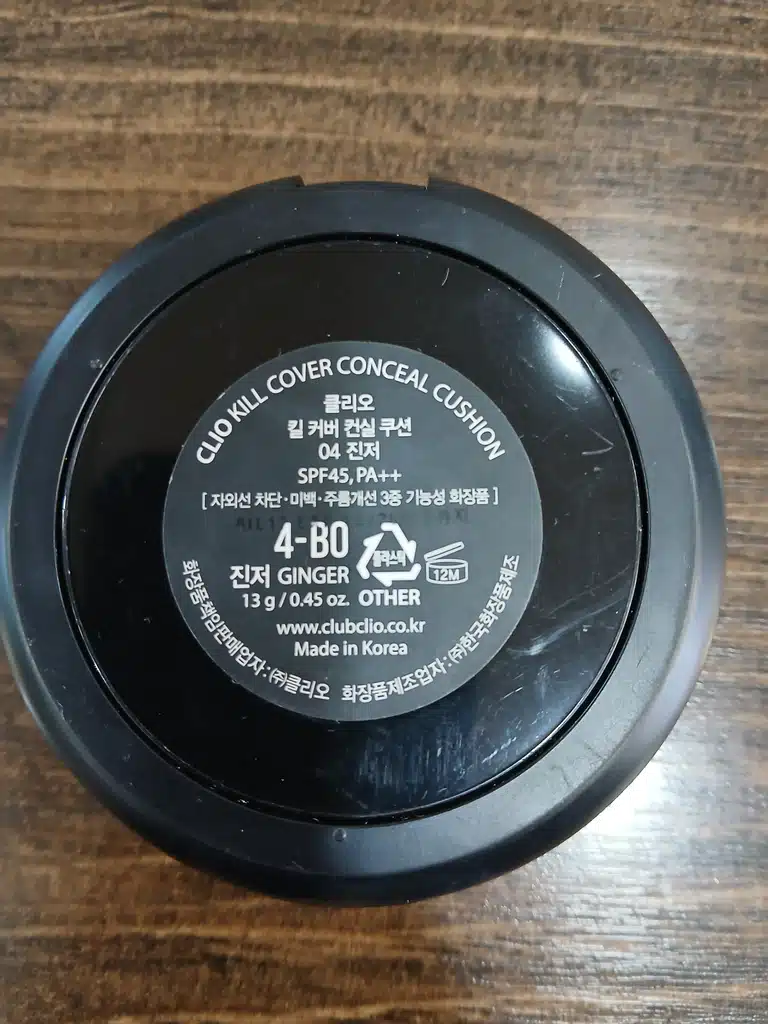 CLIO KILL COVER CONCEAL CUSHION
클리오
킬 커버 컨실 쿠션
04 진저
SPF45, PA++
[ 자외선 차단·미백·주름개선 3중 기능성 화장품 ]
4-BO
진저 GINGER
13 g / 0.45 oz.
플라스틱
OTHER
12M
www.clubclio.co.kr
Made in Korea
화장품책임판매업자 : ㈜클리오 화장품제조업자 : ㈜한국화장품제조